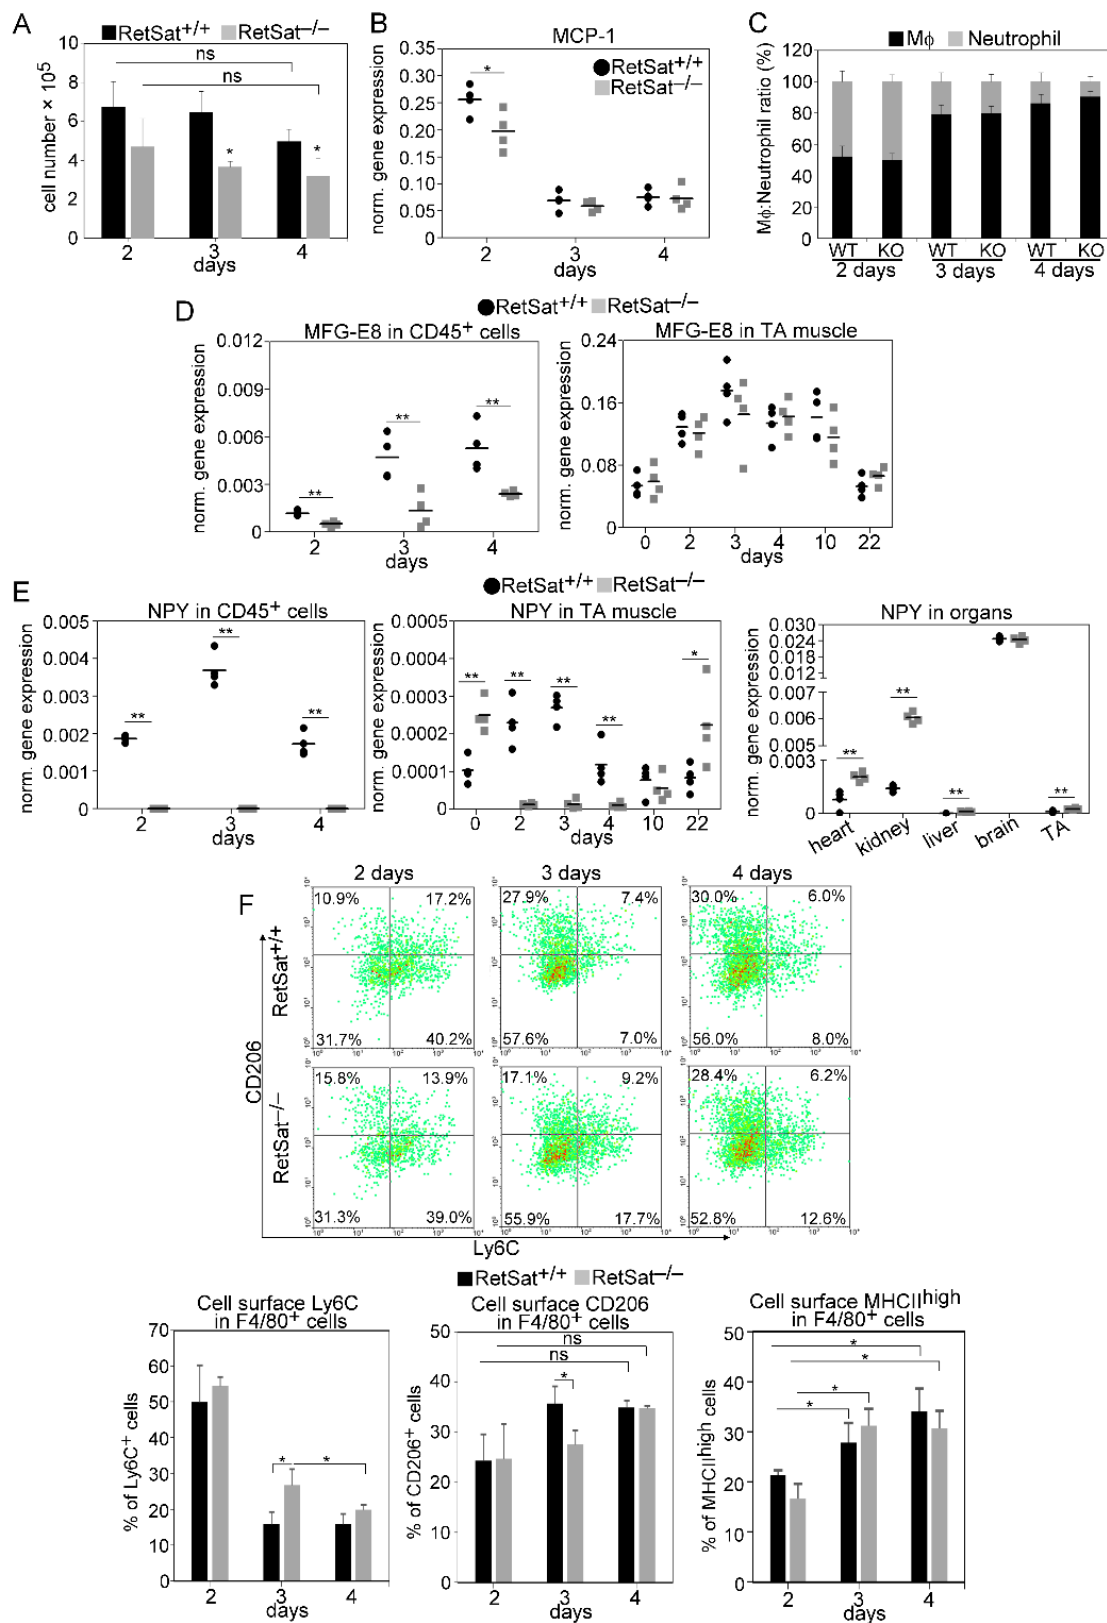 A
RetSat+/+ RetSat–/–
cell number × 10⁵
10
8
6
4
2
0
ns
ns
* *
2 3 4
days
B
MCP-1
RetSat+/+
RetSat–/–
norm. gene expression
0.35
0.30
0.25
0.20
0.15
0.10
0.05
0
*
2 3 4
days
C
Mϕ Neutrophil
Mϕ:Neutrophil ratio (%)
120
100
80
60
40
20
0
WT KO WT KO WT KO
2 days 3 days 4 days
D
RetSat+/+ RetSat–/–
MFG-E8 in CD45+ cells
norm. gene expression
0.012
0.009
0.006
0.003
0
** ** **
2 3 4
days
MFG-E8 in TA muscle
norm. gene expression
0.24
0.16
0.08
0
0 2 3 4 10 22
days
E
RetSat+/+ RetSat–/–
NPY in CD45+ cells
norm. gene expression
0.005
0.004
0.003
0.002
0.001
0
** ** **
2 3 4
days
NPY in TA muscle
norm. gene expression
0.0004
0.0003
0.0002
0.0001
0
** ** ** ** *
0 2 3 4 10 22
days
NPY in organs
norm. gene expression
0.030
0.024
0.018
0.012
0.007
0.006
0.005
0.003
0
** ** ** **
heart kidney liver brain TA
F
2 days 3 days 4 days
RetSat+/+
10.9% 17.2%
31.7% 40.2%
27.9% 7.4%
57.6% 7.0%
30.0% 6.0%
56.0% 8.0%
RetSat–/–
15.8% 13.9%
31.3% 39.0%
17.1% 9.2%
55.9% 17.7%
28.4% 6.2%
52.8% 12.6%
CD206
Ly6C
RetSat+/+ RetSat–/–
Cell surface Ly6C
in F4/80+ cells
% of Ly6C+ cells
70
60
50
40
30
20
10
0
* *
2 3 4
days
Cell surface CD206
in F4/80+ cells
% of CD206+ cells
50
40
30
20
10
0
ns
ns
*
2 3 4
days
Cell surface MHCIIhigh
in F4/80+ cells
% of MHCIIhigh cells
50
40
30
20
10
0
*
*
*
*
2 3 4
days